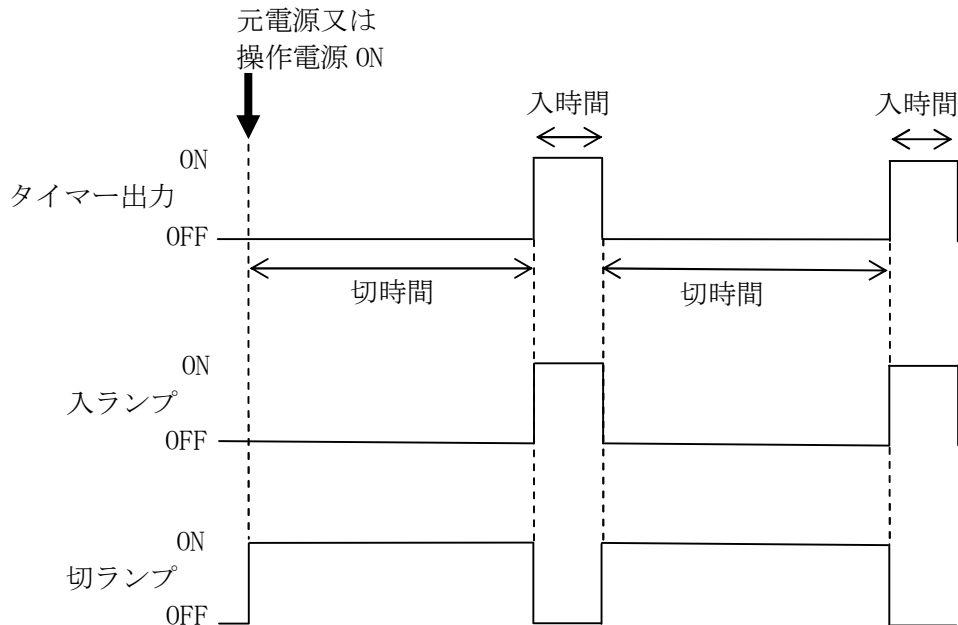 元電源又は
操作電源 ON
入時間
入時間
ON
タイマー出力
OFF
切時間
切時間
ON
入ランプ
OFF
ON
切ランプ
OFF